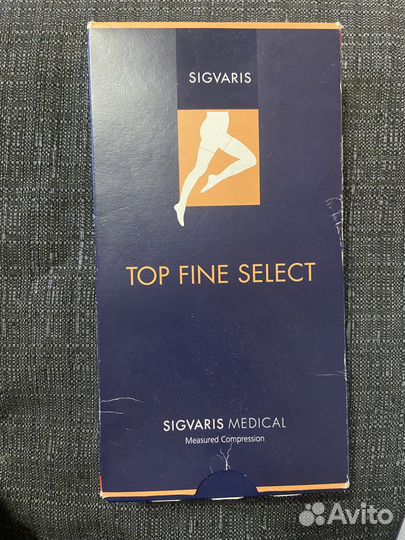 SIGVARIS
TOP FINE SELECT
SIGVARIS MEDICAL
Measured Compression
Avito